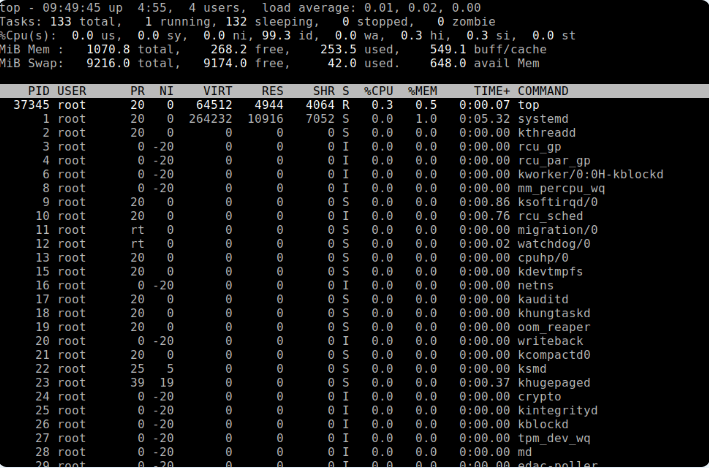 top - 09:49:45 up  4:55,  4 users,  load average: 0.01, 0.02, 0.00
Tasks: 133 total,   1 running, 132 sleeping,   0 stopped,   0 zombie
%Cpu(s):  0.0 us,  0.0 sy,  0.0 ni, 99.3 id,  0.0 wa,  0.3 hi,  0.3 si,  0.0 st
MiB Mem :   1070.8 total,    268.2 free,    253.5 used,    549.1 buff/cache
MiB Swap:   9216.0 total,   9174.0 free,     42.0 used.    648.0 avail Mem
PID USER      PR  NI    VIRT    RES    SHR S  %CPU  %MEM     TIME+ COMMAND
37345 root      20   0   64512   4944   4064 R   0.3   0.5   0:00.07 top
1 root      20   0  264232  10916   7052 S   0.0   1.0   0:05.32 systemd
2 root      20   0       0      0      0 S   0.0   0.0   0:00.00 kthreadd
3 root       0 -20       0      0      0 I   0.0   0.0   0:00.00 rcu_gp
4 root       0 -20       0      0      0 I   0.0   0.0   0:00.00 rcu_par_gp
6 root       0 -20       0      0      0 I   0.0   0.0   0:00.00 kworker/0:0H-kblockd
8 root       0 -20       0      0      0 I   0.0   0.0   0:00.00 mm_percpu_wq
9 root      20   0       0      0      0 S   0.0   0.0   0:00.86 ksoftirqd/0
10 root      20   0       0      0      0 I   0.0   0.0   0:00.76 rcu_sched
11 root      rt   0       0      0      0 S   0.0   0.0   0:00.00 migration/0
12 root      rt   0       0      0      0 S   0.0   0.0   0:00.02 watchdog/0
13 root      20   0       0      0      0 S   0.0   0.0   0:00.00 cpuhp/0
15 root      20   0       0      0      0 S   0.0   0.0   0:00.00 kdevtmpfs
16 root       0 -20       0      0      0 I   0.0   0.0   0:00.00 netns
17 root      20   0       0      0      0 S   0.0   0.0   0:00.00 kauditd
18 root      20   0       0      0      0 S   0.0   0.0   0:00.00 khungtaskd
19 root      20   0       0      0      0 S   0.0   0.0   0:00.00 oom_reaper
20 root       0 -20       0      0      0 I   0.0   0.0   0:00.00 writeback
21 root      20   0       0      0      0 S   0.0   0.0   0:00.00 kcompactd0
22 root      25   5       0      0      0 S   0.0   0.0   0:00.00 ksmd
23 root      39  19       0      0      0 S   0.0   0.0   0:00.37 khugepaged
24 root       0 -20       0      0      0 I   0.0   0.0   0:00.00 crypto
25 root       0 -20       0      0      0 I   0.0   0.0   0:00.00 kintegrityd
26 root       0 -20       0      0      0 I   0.0   0.0   0:00.00 kblockd
27 root       0 -20       0      0      0 I   0.0   0.0   0:00.00 tpm_dev_wq
28 root       0 -20       0      0      0 I   0.0   0.0   0:00.00 md
29 root       0 -20       0      0      0 I   0.0   0.0   0:00.00 edac-poller